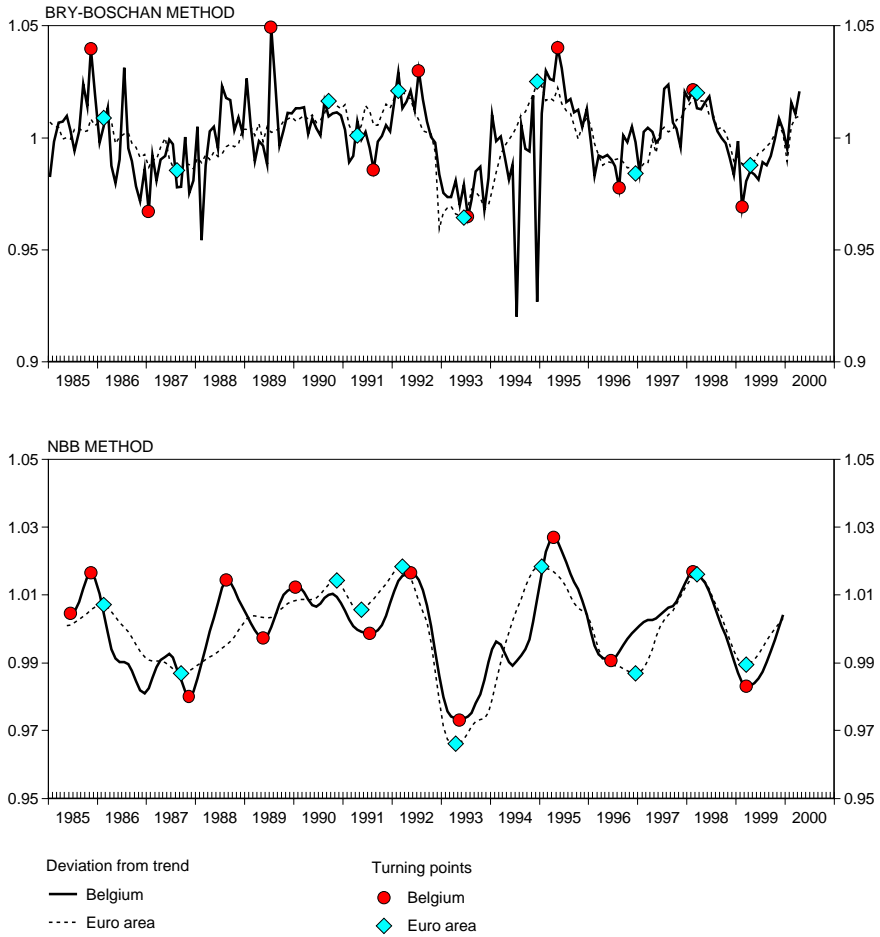 BRY-BOSCHAN METHOD
1.05 1.05
1 1
0.95 0.95
0.9 0.9
1985 1986 1987 1988 1989 1990 1991 1992 1993 1994 1995 1996 1997 1998 1999 2000
NBB METHOD
1.05 1.05
1.03 1.03
1.01 1.01
0.99 0.99
0.97 0.97
0.95 0.95
1985 1986 1987 1988 1989 1990 1991 1992 1993 1994 1995 1996 1997 1998 1999 2000
Deviation from trend Turning points
Belgium Belgium
Euro area Euro area